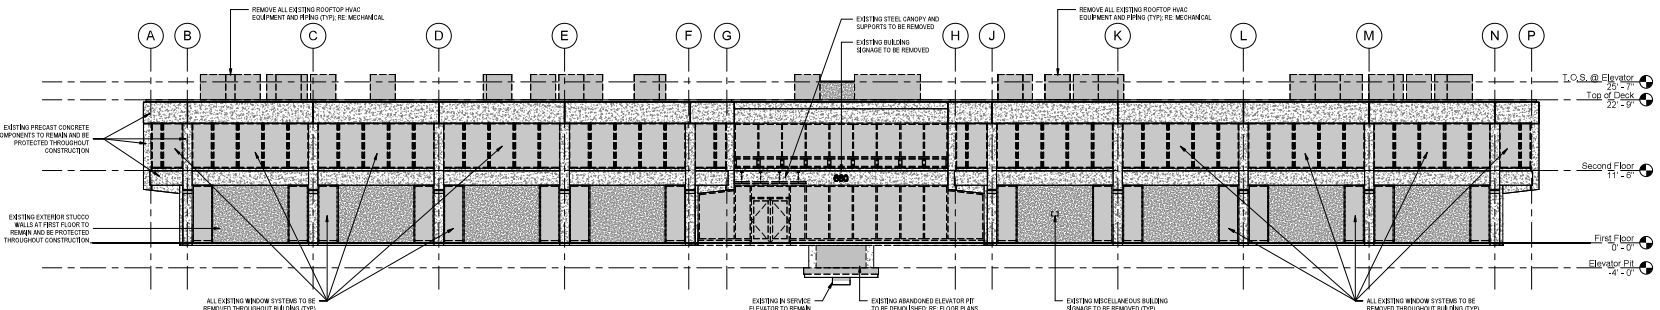 REMOVE ALL EXISTING ROOFTOP HVAC
EQUIPMENT AND PIPING (TYP); RE: MECHANICAL
EXISTING STEEL CANOPY AND
SUPPORTS TO BE REMOVED
EXISTING BUILDING
SIGNAGE TO BE REMOVED
REMOVE ALL EXISTING ROOFTOP HVAC
EQUIPMENT AND PIPING (TYP); RE: MECHANICAL
A B C D E F G H J K L M N P
T.O.S. @ Elevator
25' - 7"
Top of Deck
22' - 9"
Second Floor
11' - 6"
First Floor
0' - 0"
Elevator Pit
-4' - 0"
EXISTING PRECAST CONCRETE
COMPONENTS TO REMAIN AND BE
PROTECTED THROUGHOUT
CONSTRUCTION
EXISTING EXTERIOR STUCCO
WALLS AT FIRST FLOOR TO
REMAIN AND BE PROTECTED
THROUGHOUT CONSTRUCTION
ALL EXISTING WINDOW SYSTEMS TO BE
REMOVED THROUGHOUT BUILDING (TYP)
EXISTING IN SERVICE
ELEVATOR TO REMAIN
EXISTING ABANDONED ELEVATOR PIT
TO BE DEMOLISHED; RE: FLOOR PLANS
EXISTING MISCELLANEOUS BUILDING
SIGNAGE TO BE REMOVED (TYP)
ALL EXISTING WINDOW SYSTEMS TO BE
REMOVED THROUGHOUT BUILDING (TYP)